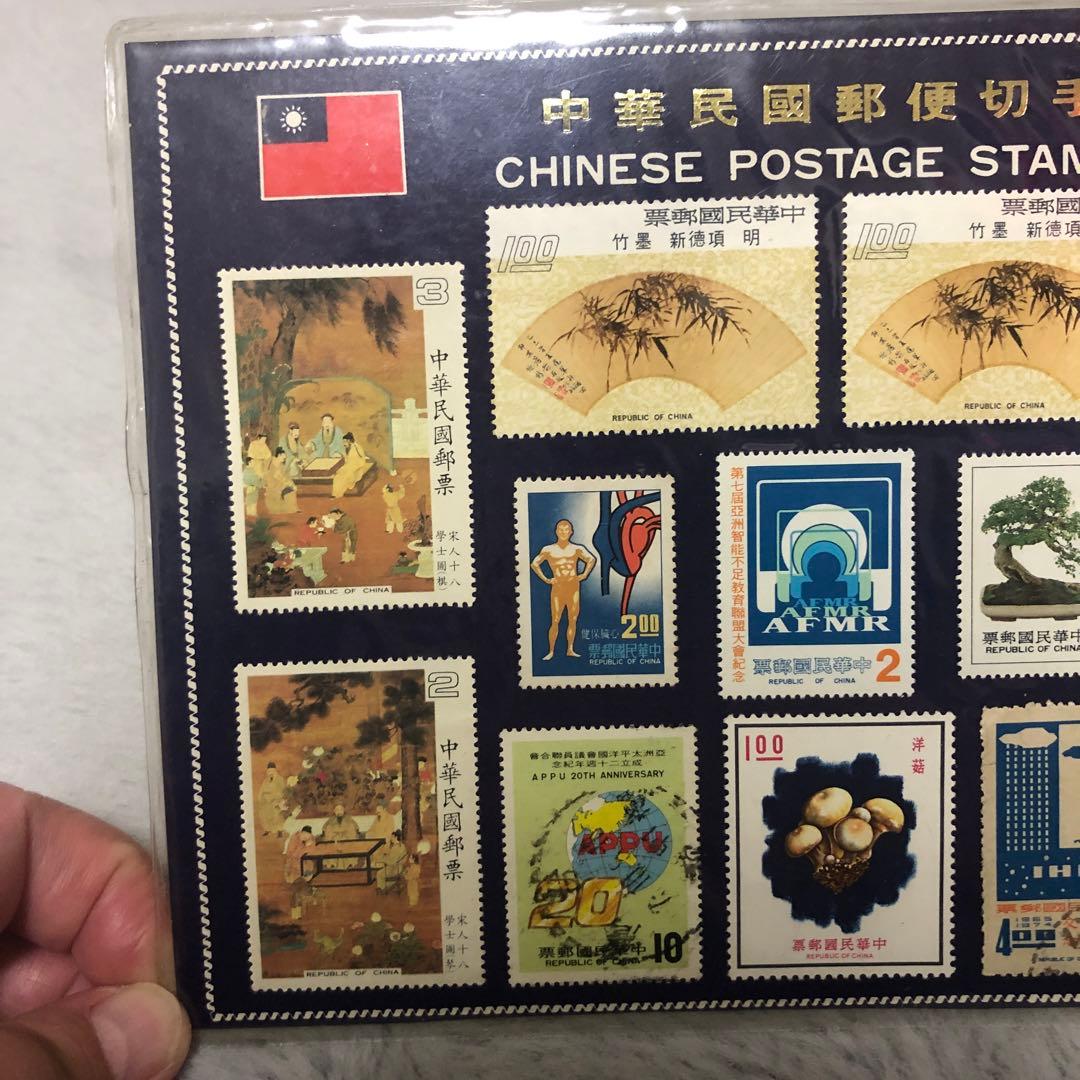 中華民國郵便切手
CHINESE POSTAGE STAM
1.00
票郵國民華中
竹墨 新德項 明
REPUBLIC OF CHINA
1.00
票郵國
竹墨 新德項
REPUBLIC OF CHINA
3
中華民國郵票
宋人十八
學士圖(棋)
REPUBLIC OF CHINA
健保臟心
2.00
票郵國民華中
REPUBLIC OF CHINA
第七屆亞洲智能不足教育聯盟大會紀念
AFMR
AFMR
AFMR
票郵國民華中
REPUBLIC OF CHINA
2
票郵國民華中
REPUBLIC OF CHINA
2
中華民國郵票
宋人十八
學士圖琴
REPUBLIC OF CHINA
會合聯員議會國洋平太洲亞
念紀年週十二立成
APPU 20TH ANNIVERSARY
APPU
20
票郵國民華中
REPUBLIC OF CHINA
10
1.00
洋菇
票郵國民華中
REPUBLIC OF CHINA
IH
票郵國民
1965
1974
4.00
REPUBLIC OF C